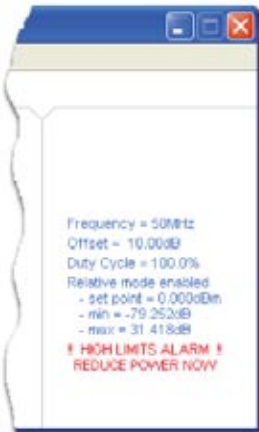 Frequency = 50MHz
Offset = 10.00dB
Duty Cycle = 100.0%
Relative mode enabled
- set point = 0.000dBm
- min = -79.252dB
- max = 31.418dB
!! HIGH LIMITS ALARM !!
REDUCE POWER NOW